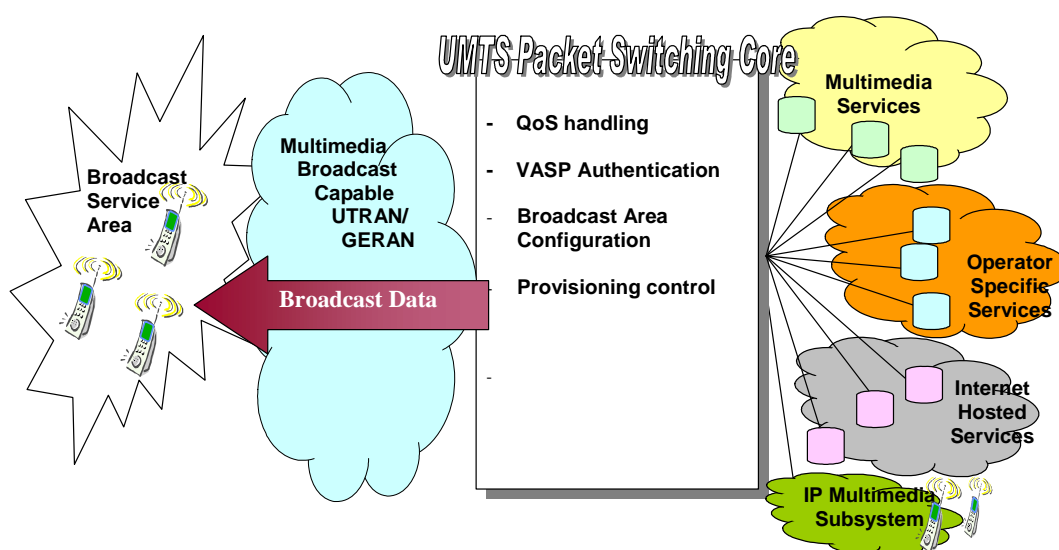 UMTS Packet Switching Core
Broadcast
Service
Area
Multimedia
Broadcast
Capable
UTRAN/
GERAN
Broadcast Data
- QoS handling
- VASP Authentication
- Broadcast Area
Configuration
Provisioning control
-
Multimedia
Services
Operator
Specific
Services
Internet
Hosted
Services
IP Multimedia
Subsystem